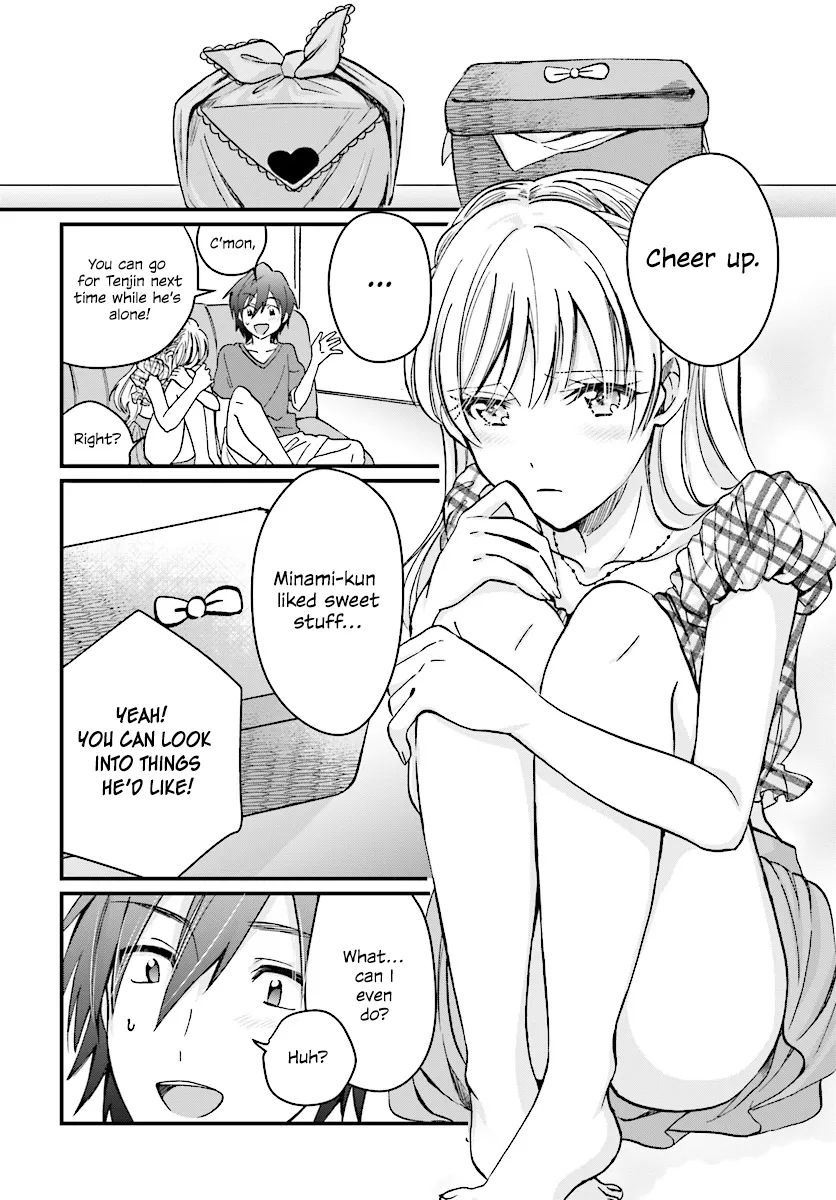 Cheer up.
...
C'mon,
You can go
for Tenjin next
time while he's
alone!
Right?
Minami-kun
liked sweet
stuff...
YEAH!
YOU CAN LOOK
INTO THINGS
HE'D LIKE!
What...
can I
even
do?
Huh?